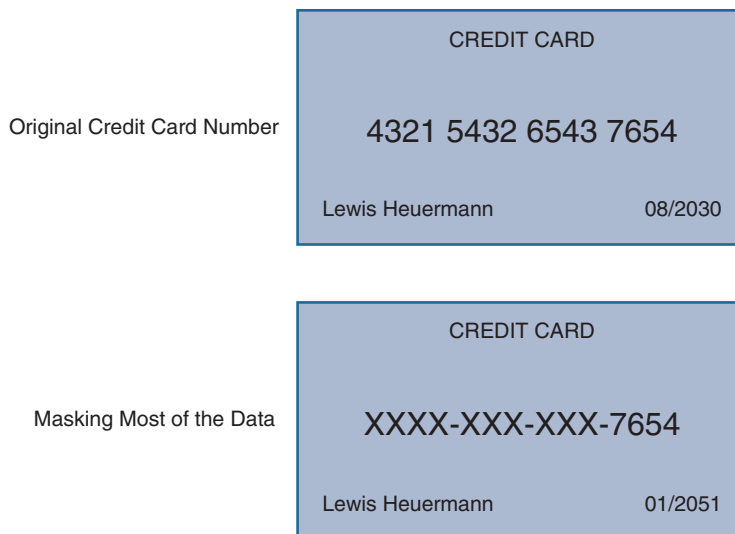 CREDIT CARD
Original Credit Card Number
4321 5432 6543 7654
Lewis Heuermann 08/2030
CREDIT CARD
Masking Most of the Data
XXXX-XXX-XXX-7654
Lewis Heuermann 01/2051